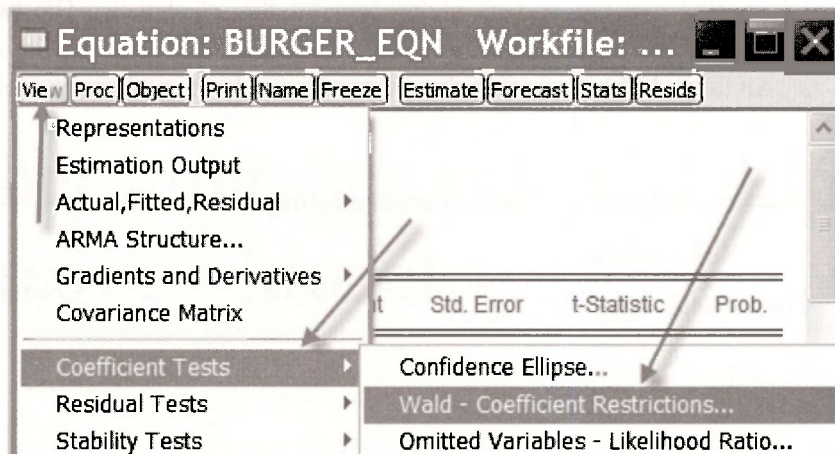 Equation: BURGER_EQN Workfile: ...
View Proc Object Print Name Freeze Estimate Forecast Stats Resids
Representations
Estimation Output
Actual,Fitted,Residual
ARMA Structure...
Gradients and Derivatives
Covariance Matrix
Std. Error t-Statistic Prob.
Coefficient Tests
Confidence Ellipse...
Residual Tests
Wald - Coefficient Restrictions...
Stability Tests
Omitted Variables - Likelihood Ratio...